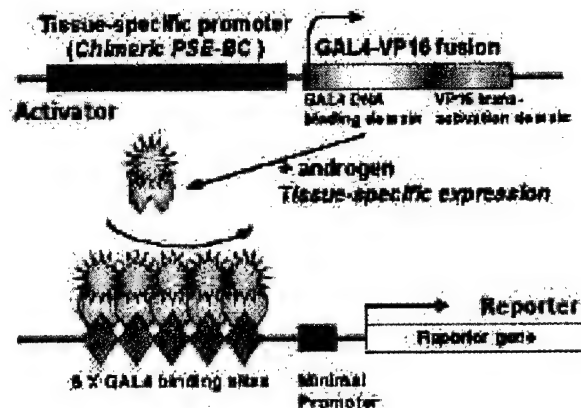 Tissue-specific promoter
(Chimeric PSE-BC)
GAL4-VP16 fusion
GAL4 DNA
binding domain
VP16 trans-
activation domain
Activator
+ androgen
Tissue-specific expression
Reporter
Reporter gene
X GAL4 binding sites
Minimal
Promoter